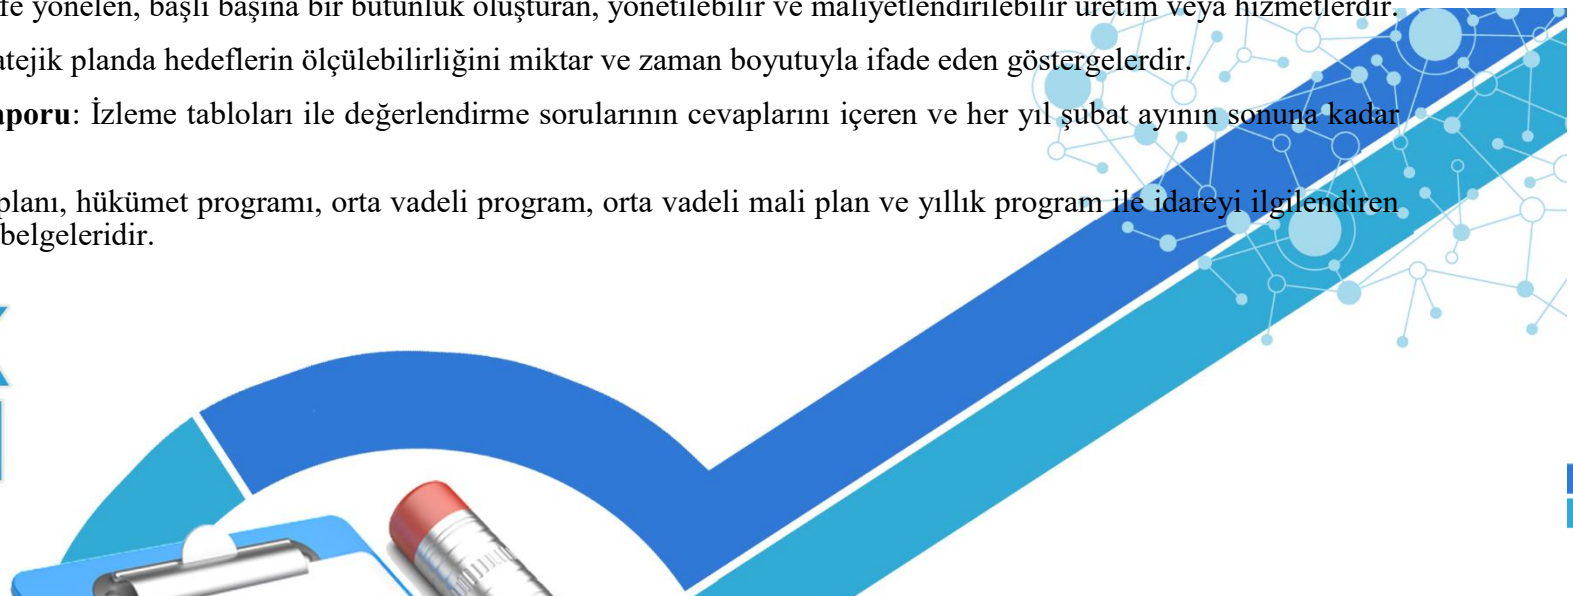 yönelen, başlı başına bir bütünlük oluşturan, yönetilebilir ve maliyetlendirilebilir üretim veya hizmetlerdir.
planda hedeflerin ölçülebilirliğini miktar ve zaman boyutuyla ifade eden göstergelerdir.
aporu: İzleme tabloları ile değerlendirme sorularının cevaplarını içeren ve her yıl şubat ayının sonuna kadar
planı, hükümet programı, orta vadeli program, orta vadeli mali plan ve yıllık program ile idareyi ilgilendiren
belgeleridir.